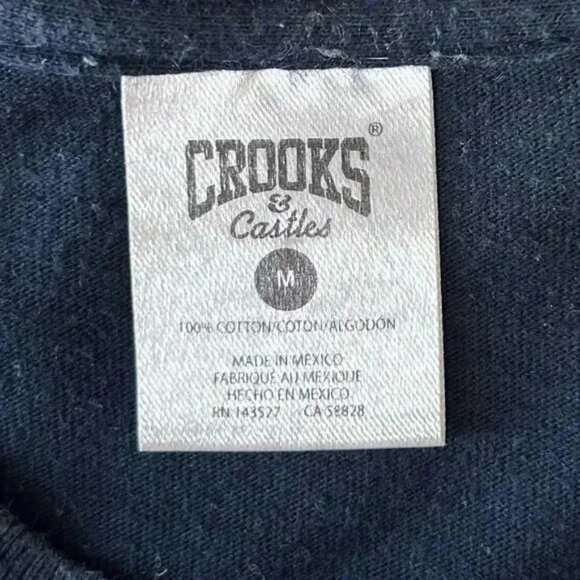 CROOKS ®
&
Castles
M
100% COTTON/COTON/ALGODON
MADE IN MEXICO
FABRIQUÉ AU MEXIQUE
HECHO EN MEXICO
RN 143527 CA 58828